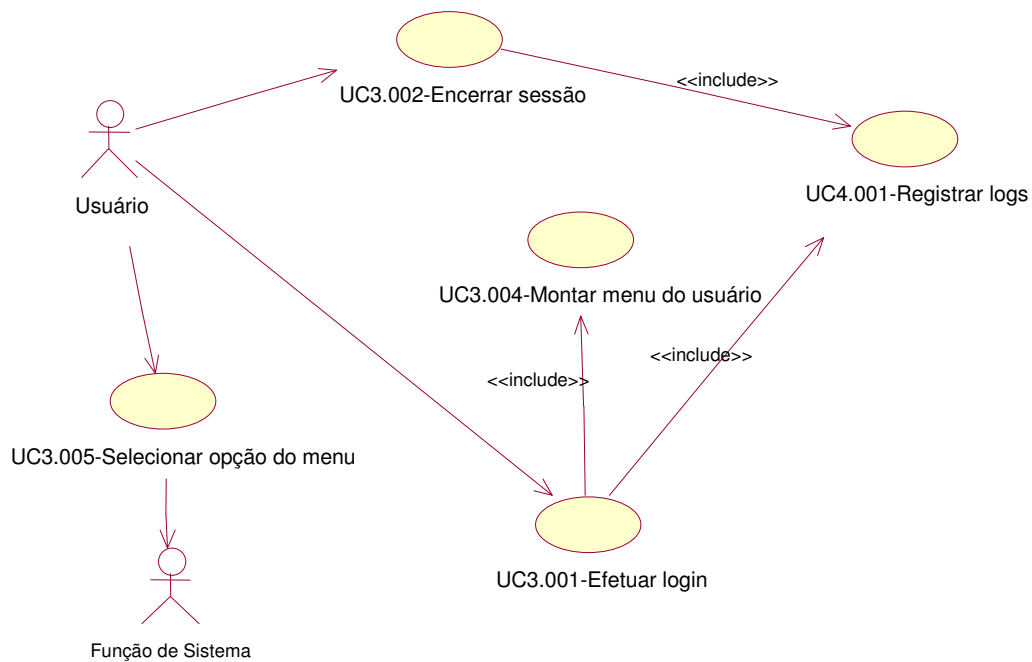 <<include>>
UC3.002-Encerrar sessão
UC4.001-Registrar logs
Usuário
UC3.004-Montar menu do usuário
<<include>>
<<include>>
UC3.005-Selecionar opção do menu
UC3.001-Efetuar login
Função de Sistema